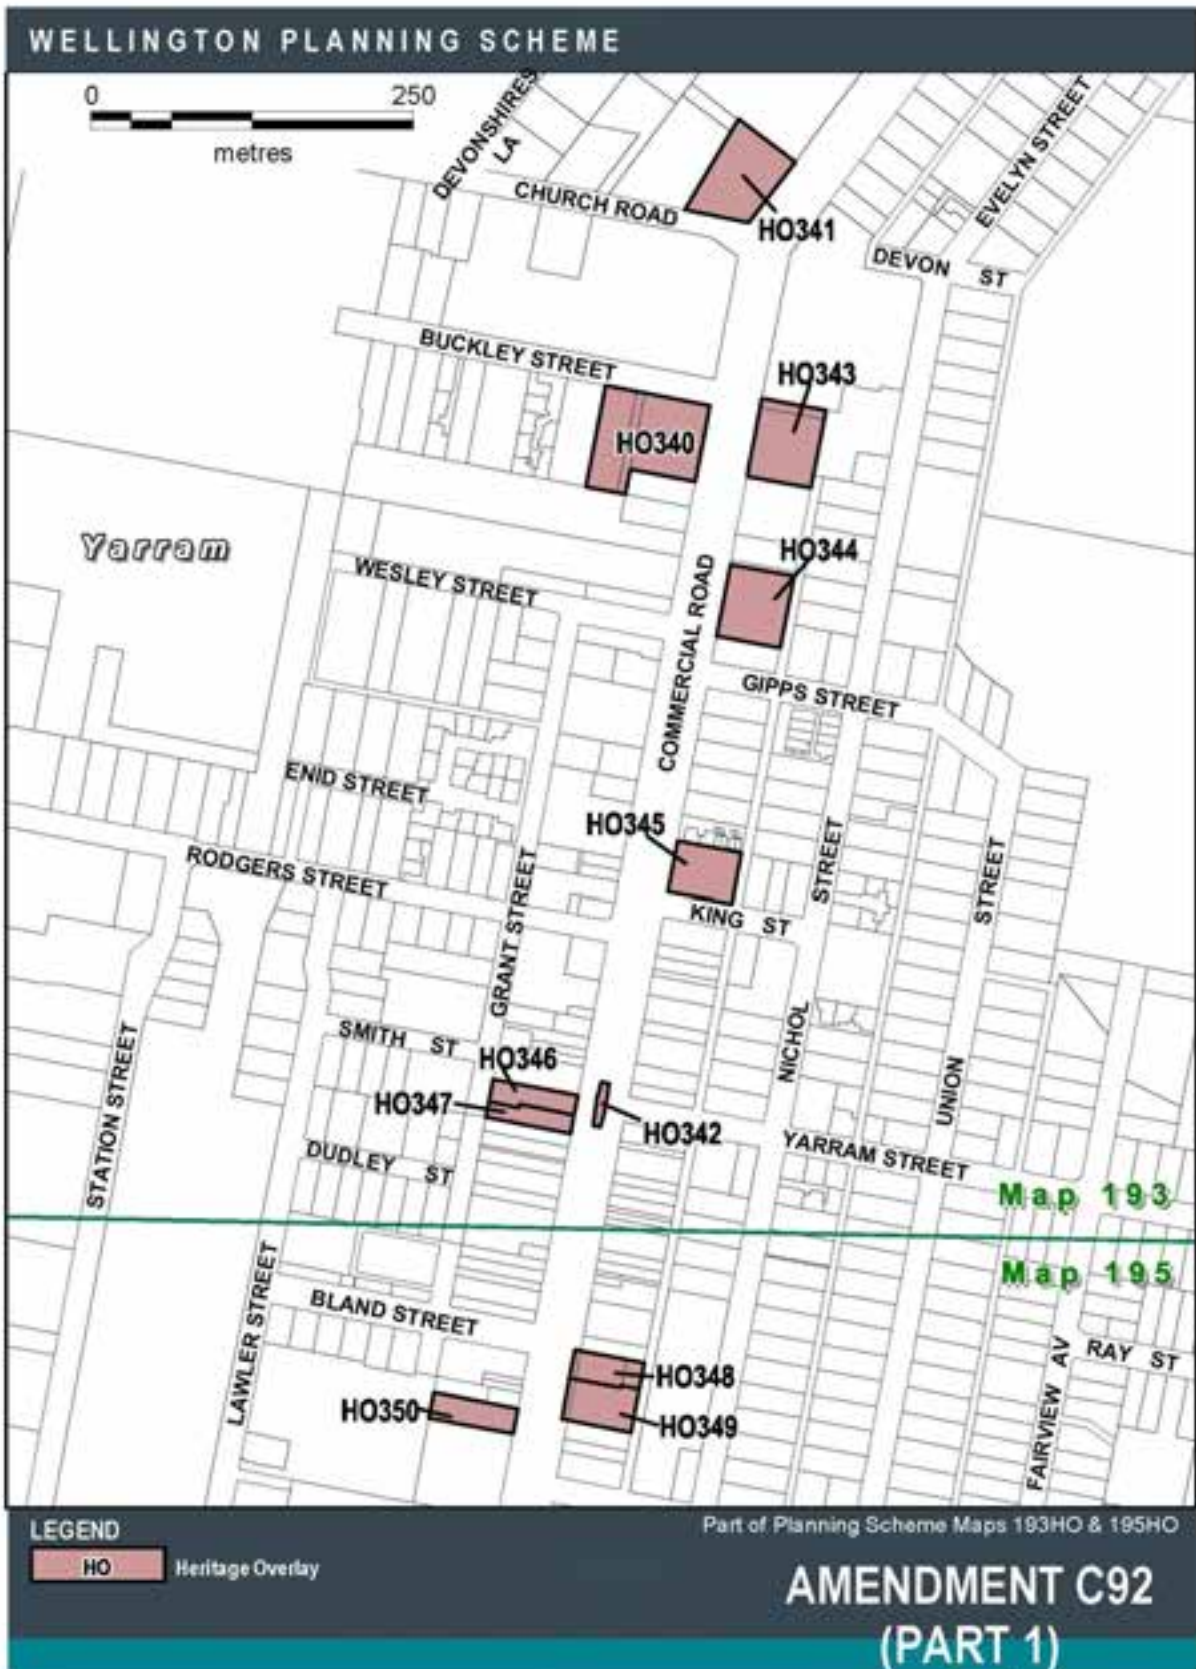 WELLINGTON PLANNING SCHEME
0 250
metres
DEVONSHIRES
LA
EVELYN STREET
CHURCH ROAD
HO341
DEVON ST
BUCKLEY STREET
HO343
HO340
Yarram
HO344
WESLEY STREET
COMMERCIAL ROAD
GIPPS STREET
ENID STREET
HO345
RODGERS STREET
GRANT STREET
KING ST
NICHOL STREET
UNION STREET
SMITH ST
HO346
HO347
HO342
STATION STREET
DUDLEY ST
YARRAM STREET
Map 193
Map 195
LAWLER STREET
BLAND STREET
FAIRVIEW AV
RAY ST
HO348
HO350
HO349
LEGEND
HO Heritage Overlay
Part of Planning Scheme Maps 193HO & 195HO
AMENDMENT C92
(PART 1)